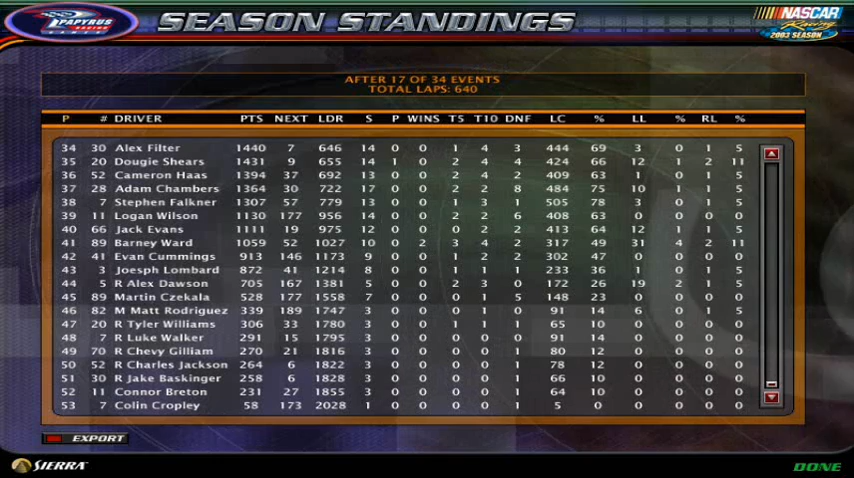 PAPYRUS
RACING
GAMES
SEASON STANDINGS
NASCAR
Racing
2003 SEASON
AFTER 17 OF 34 EVENTS
TOTAL LAPS: 640
P # DRIVER PTS NEXT LDR S P WINS T5 T10 DNF LC % LL % RL %
34 30 Alex Filter 1440 7 646 14 0 0 1 4 3 444 69 3 0 1 5
35 20 Dougie Shears 1431 9 655 14 1 0 2 4 4 424 66 12 1 2 11
36 52 Cameron Haas 1394 37 692 13 0 0 2 4 2 409 63 1 0 1 5
37 28 Adam Chambers 1364 30 722 17 0 0 2 2 8 484 75 10 1 1 5
38 7 Stephen Falkner 1307 57 779 13 0 0 1 3 1 505 78 3 0 1 5
39 11 Logan Wilson 1130 177 956 14 0 0 2 2 6 408 63 0 0 0 0
40 66 Jack Evans 1111 19 975 12 0 0 0 2 2 413 64 12 1 1 5
41 89 Barney Ward 1059 52 1027 10 0 2 3 4 2 317 49 31 4 2 11
42 41 Evan Cummings 913 146 1173 9 0 0 1 2 2 302 47 0 0 0 0
43 3 Joesph Lombard 872 41 1214 8 0 0 1 1 1 233 36 1 0 1 5
44 5 R Alex Dawson 705 167 1381 5 0 0 2 3 0 172 26 19 2 1 5
45 89 Martin Czekala 528 177 1558 7 0 0 0 1 5 148 23 0 0 0 0
46 82 M Matt Rodriguez 339 189 1747 3 0 0 0 1 0 91 14 6 0 1 5
47 20 R Tyler Williams 306 33 1780 3 0 0 1 1 1 65 10 0 0 0 0
48 7 R Luke Walker 291 15 1795 3 0 0 0 0 0 91 14 0 0 0 0
49 70 R Chevy Gilliam 270 21 1816 3 0 0 0 0 1 80 12 0 0 0 0
50 52 R Charles Jackson 264 6 1822 3 0 0 0 0 1 78 12 0 0 0 0
51 30 R Jake Baskinger 258 6 1828 3 0 0 0 0 1 66 10 0 0 0 0
52 11 Connor Breton 231 27 1855 3 0 0 0 0 1 64 10 0 0 0 0
53 7 Colin Cropley 58 173 2028 1 0 0 0 0 1 5 0 0 0 0 0
EXPORT
SIERRA
DONE